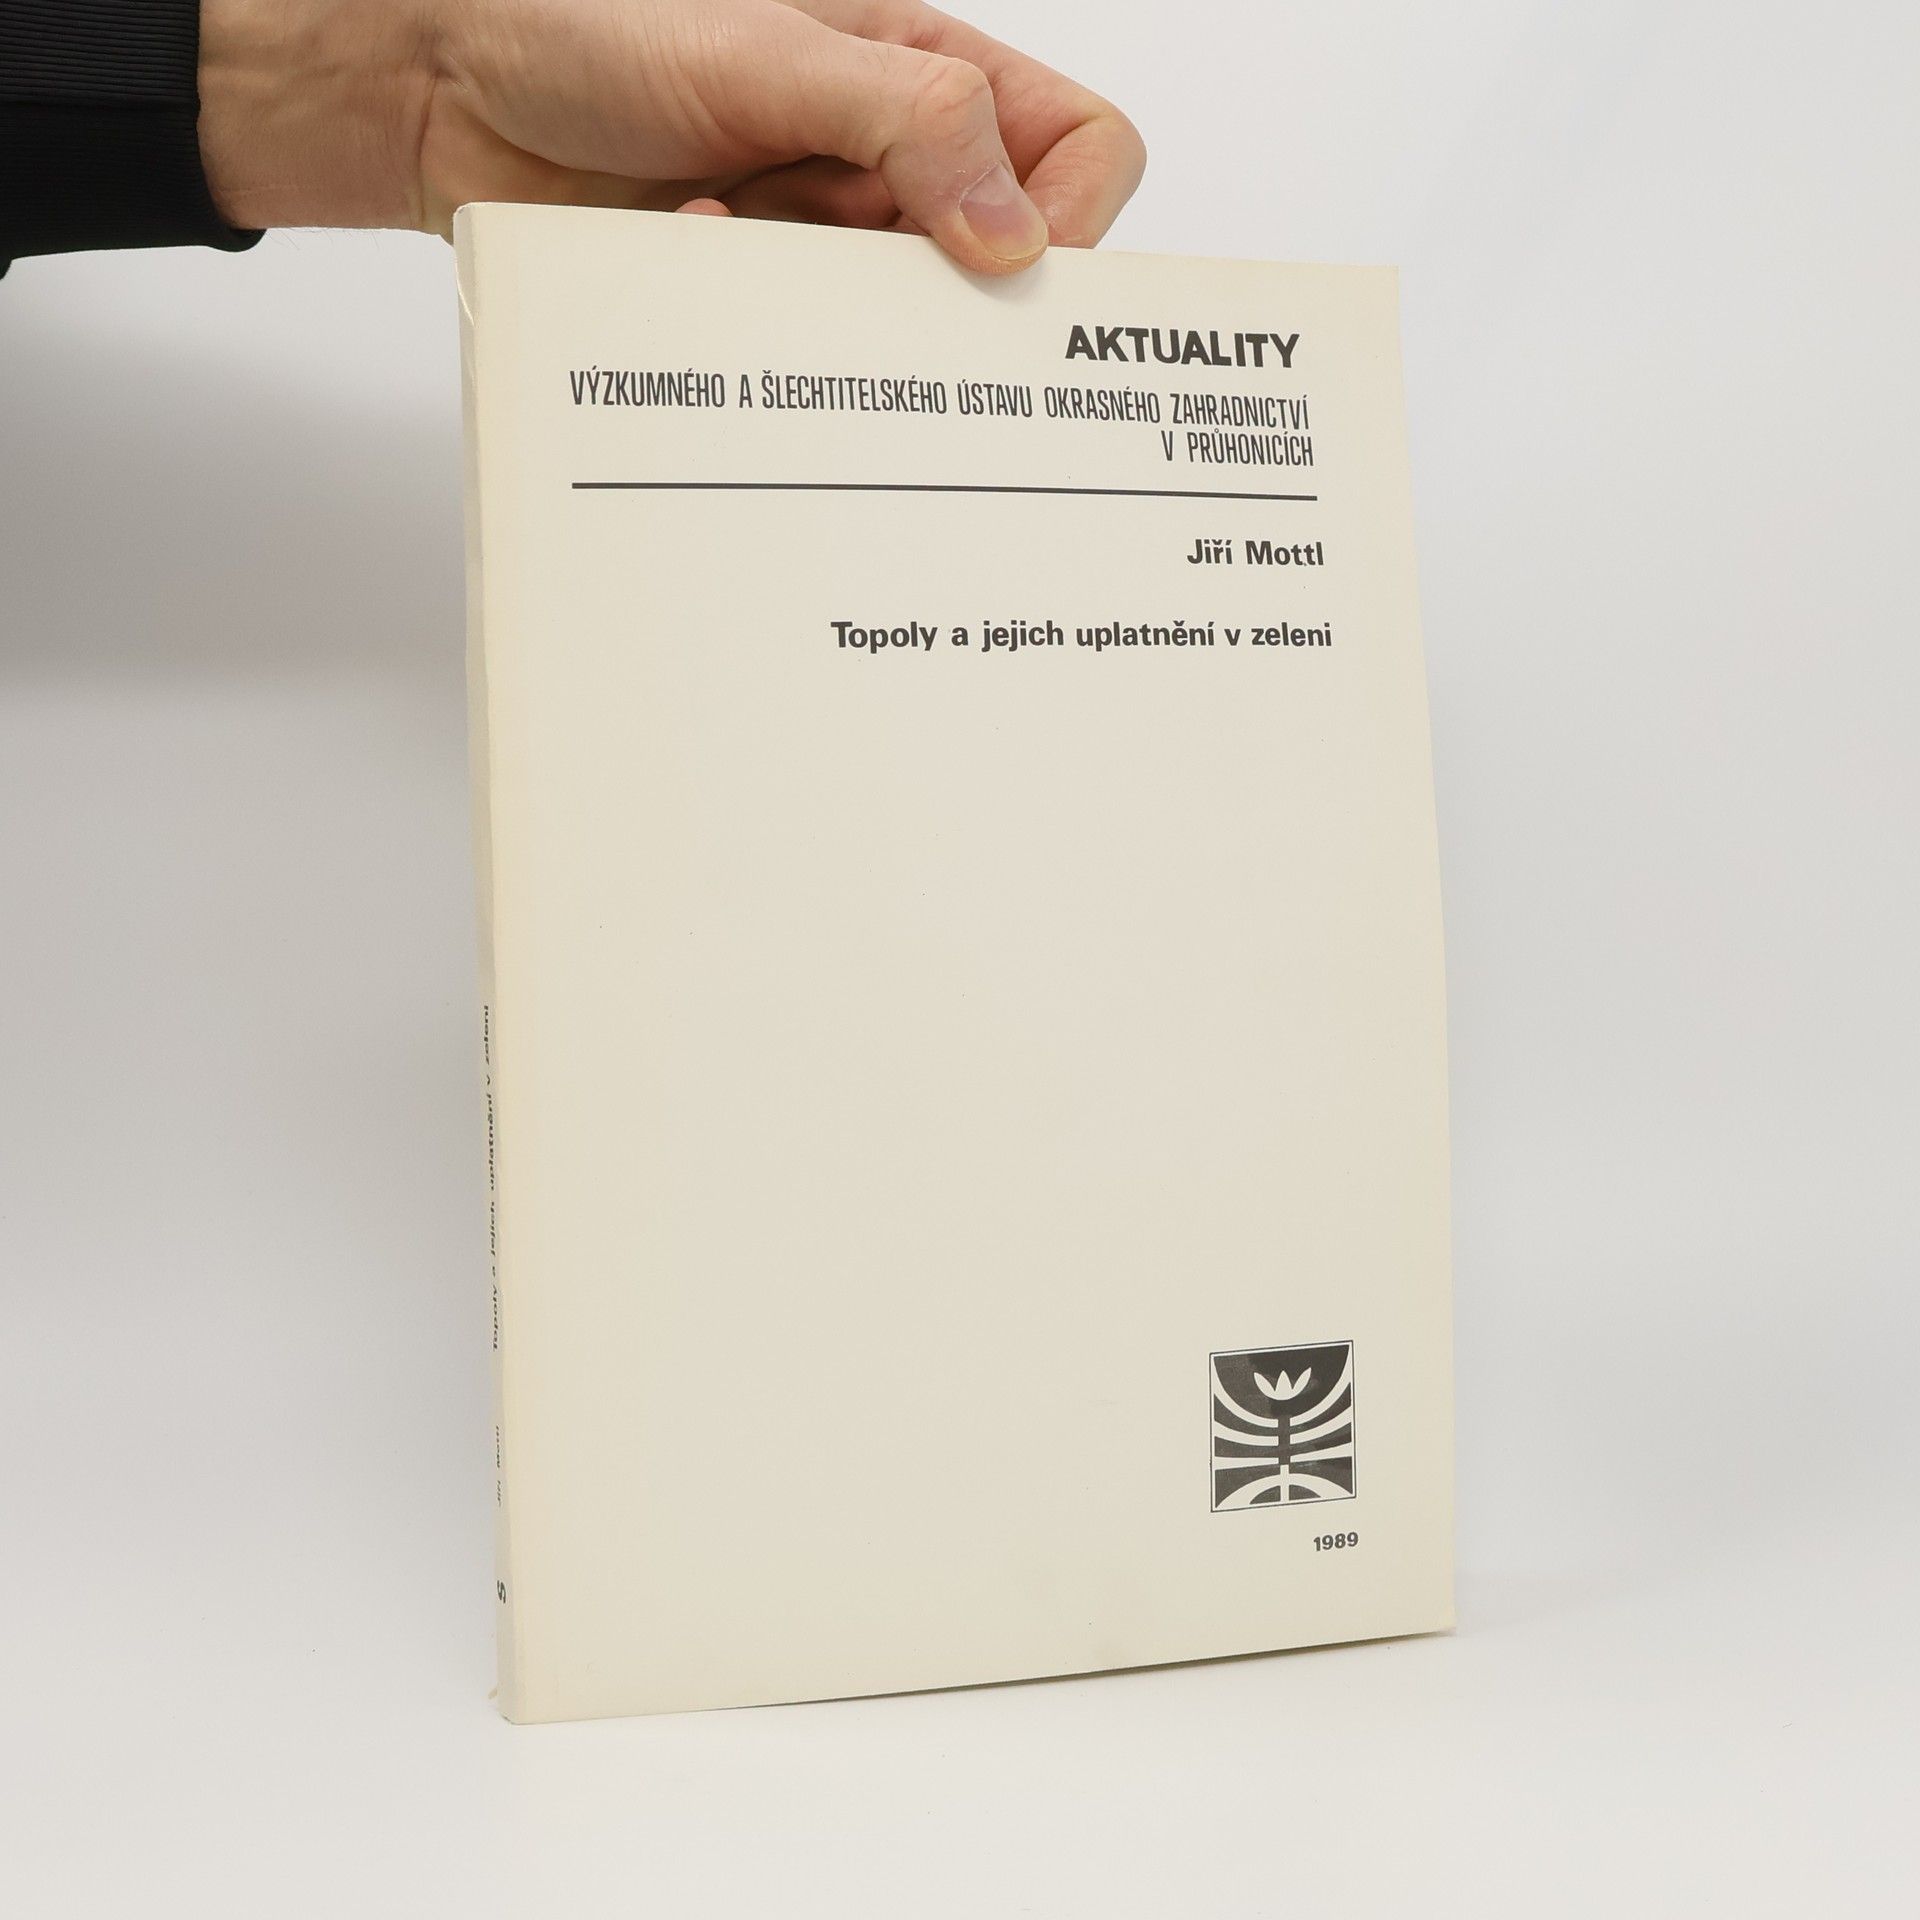 AKTUALITY
VÝZKUMNÉHO A ŠLECHTITELSKÉHO ÚSTAVU OKRASNÉHO ZAHRADNICTVÍ
V PRŮHONICÍCH
Jiří Mottl
Topoly a jejich uplatnění v zeleni
1989
Jiří Mottl Topoly a jejich uplatnění v zeleni